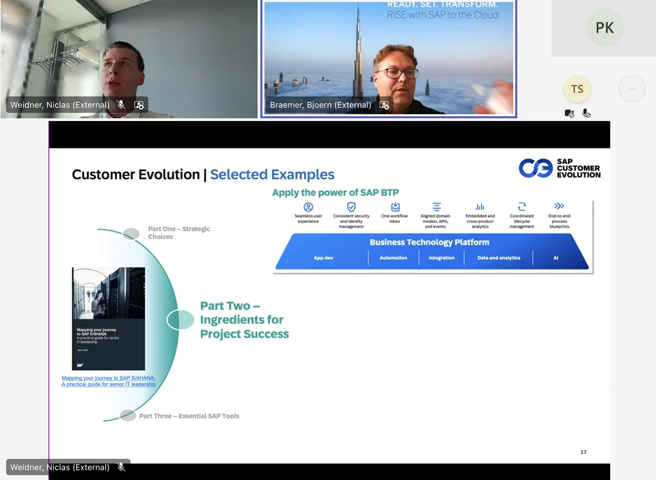 READY. SET. TRANSFORM.
RISE with SAP to the Cloud
PK
Weidner, Niclas (External)
Braemer, Bjoern (External)
TS
Customer Evolution | Selected Examples
SAP
CUSTOMER
EVOLUTION
Apply the power of SAP BTP
Seamless user
experience
Consistent security
and identity
management
One workflow
inbox
Aligned domain
models, APIs,
and events
Embedded and
cross-product
analytics
Coordinated
lifecycle
management
End-to-end
process
blueprints
Business Technology Platform
App dev
Automation
Integration
Data and analytics
AI
Part One – Strategic
Choices
Part Two –
Ingredients for
Project Success
Mapping your journey
to SAP S/4HANA
A practical guide for senior
IT leadership
Mapping your journey to SAP S/4HANA.
A practical guide for senior IT leadership
Part Three – Essential SAP Tools
17
Weidner, Niclas (External)